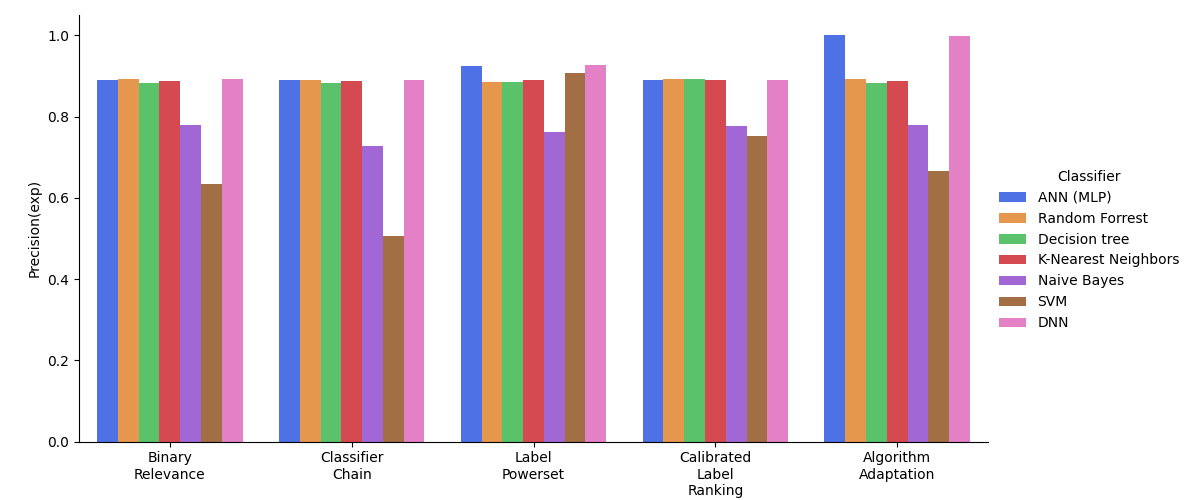 1.0
0.8
0.6
0.4
0.2
0.0
Precision(exp)
Binary
Relevance
Classifier
Chain
Label
Powerset
Calibrated
Label
Ranking
Algorithm
Adaptation
Classifier
ANN (MLP)
Random Forrest
Decision tree
K-Nearest Neighbors
Naive Bayes
SVM
DNN